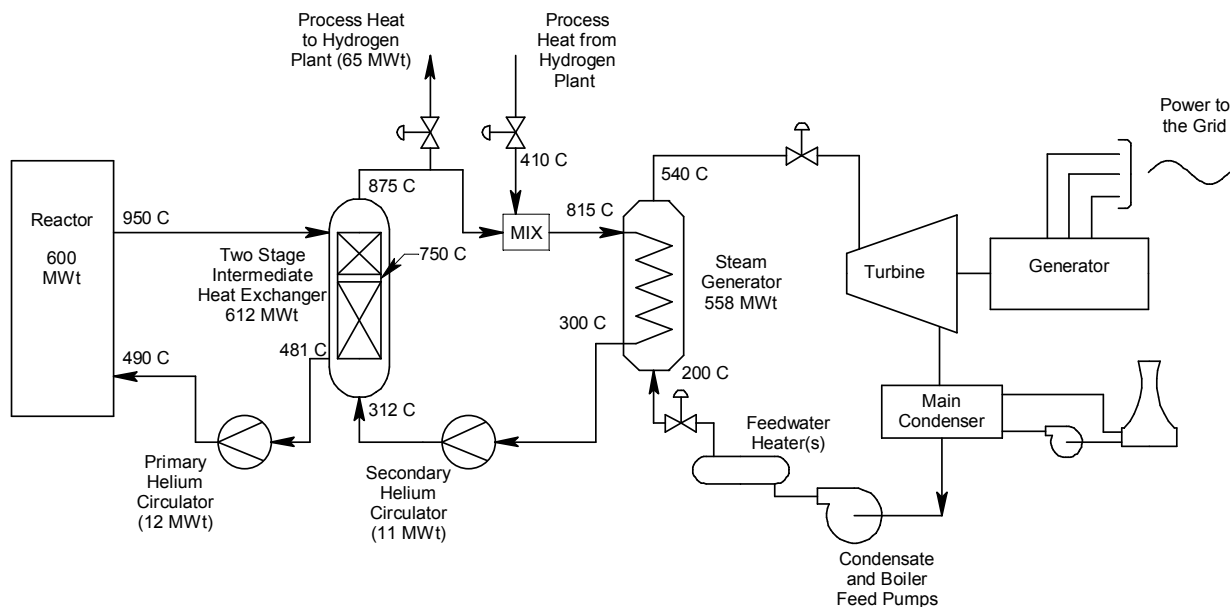 Process Heat
to Hydrogen
Plant (65 MWt)
Process
Heat from
Hydrogen
Plant
Power to
the Grid
410 C
875 C
540 C
Reactor
600
MWt
950 C
MIX
815 C
Two Stage
Intermediate
Heat Exchanger
612 MWt
750 C
Steam
Generator
558 MWt
Turbine
Generator
300 C
481 C
490 C
200 C
312 C
Main
Condenser
Feedwater
Heater(s)
Primary
Helium
Circulator
(12 MWt)
Secondary
Helium
Circulator
(11 MWt)
Condensate
and Boiler
Feed Pumps